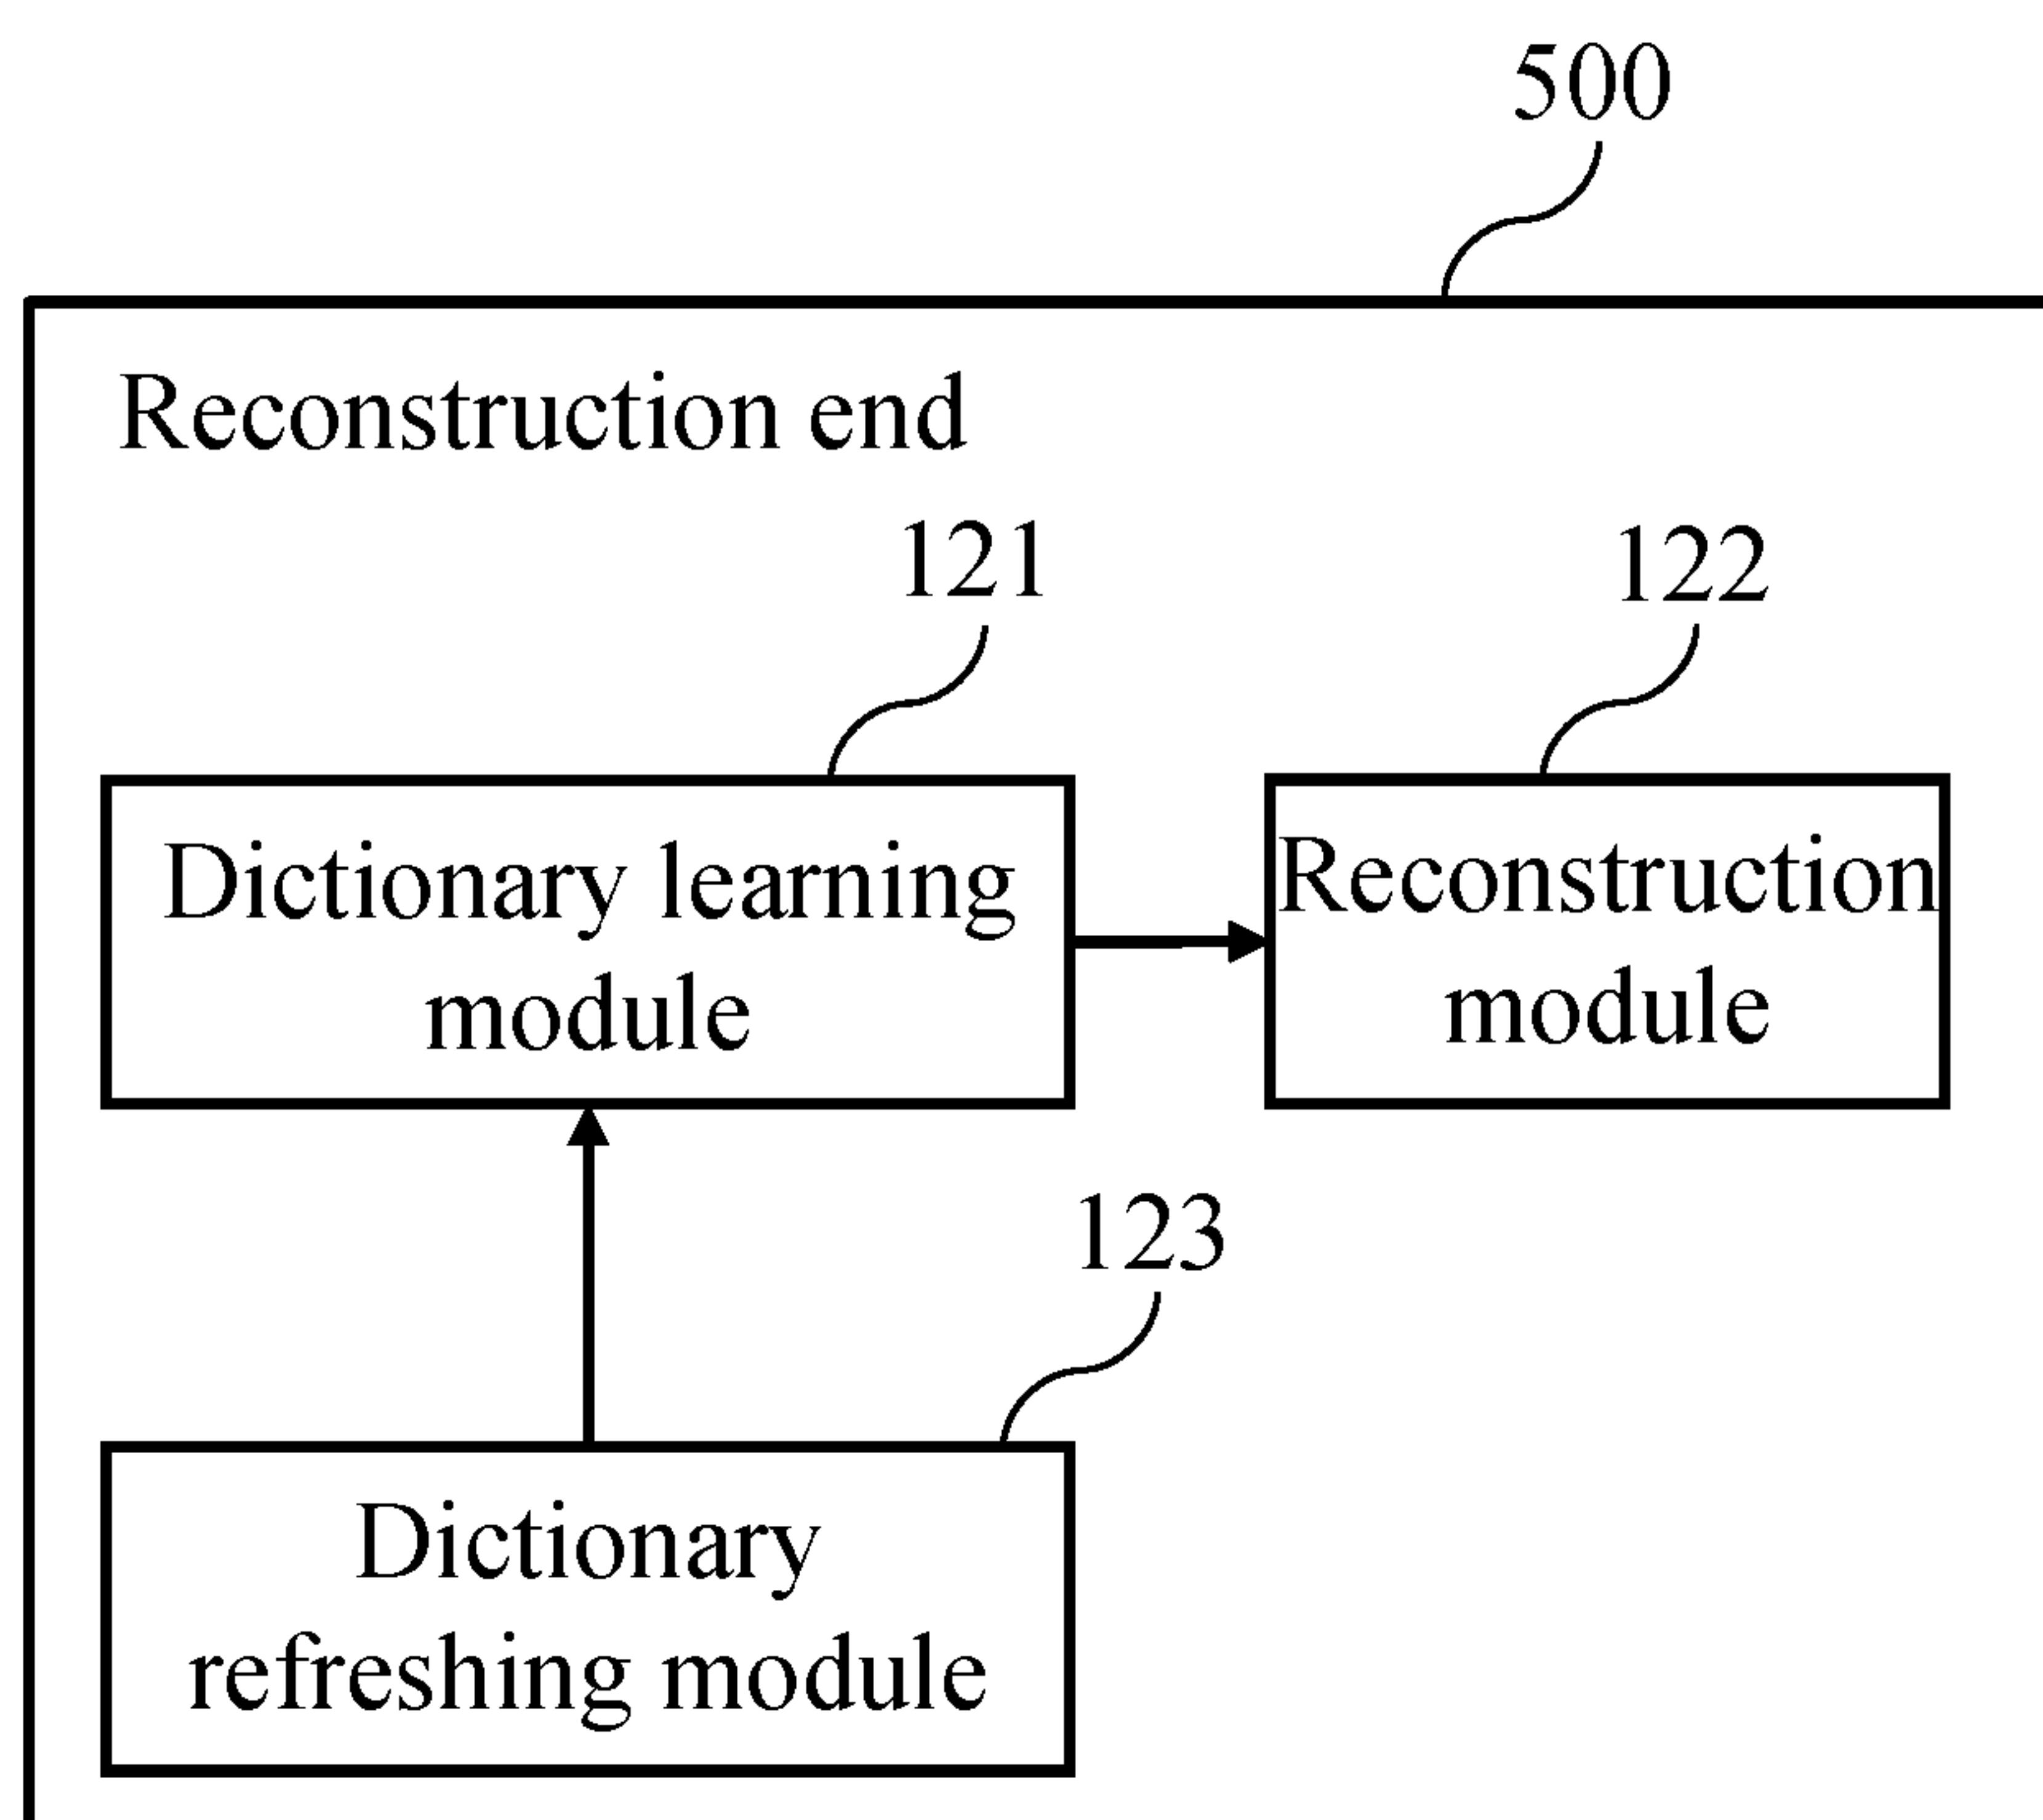 500
Reconstruction end
121
122
Dictionary learning
module
Reconstruction
module
123
Dictionary
refreshing module